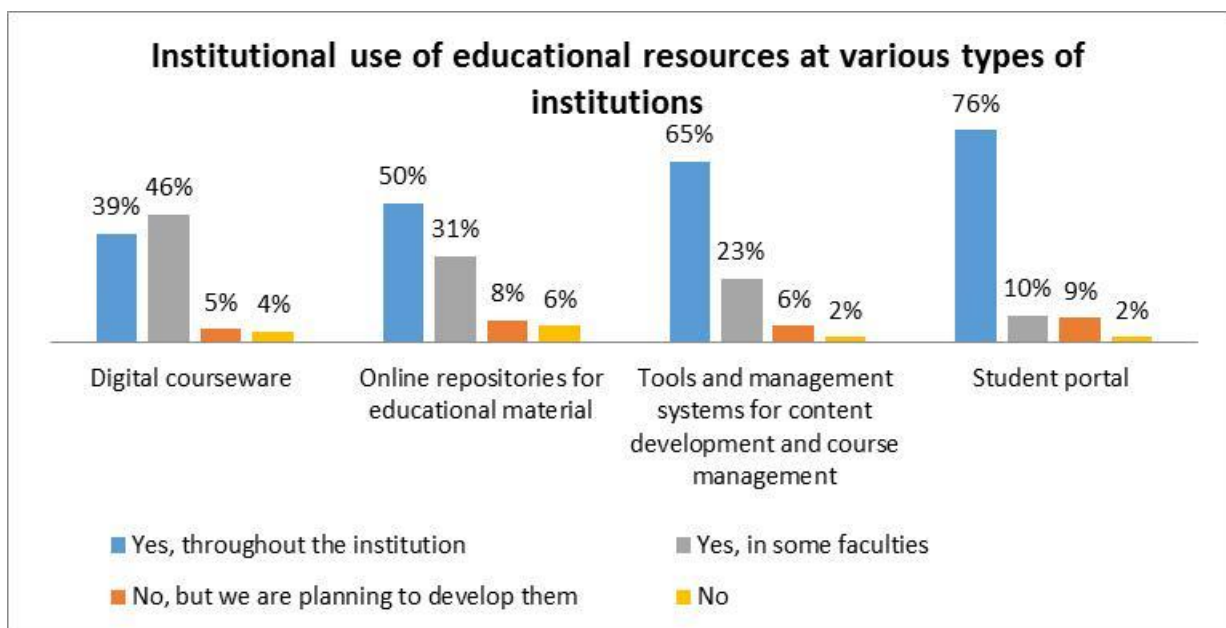 Institutional use of educational resources at various types of
institutions
76%
65%
50%
46%
39%
31%
23%
10%
9%
8%
6%
6%
5%
4%
2%
2%
Digital courseware
Online repositories for
educational material
Tools and management
systems for content
development and course
management
Student portal
Yes, throughout the institution
Yes, in some faculties
No, but we are planning to develop them
No